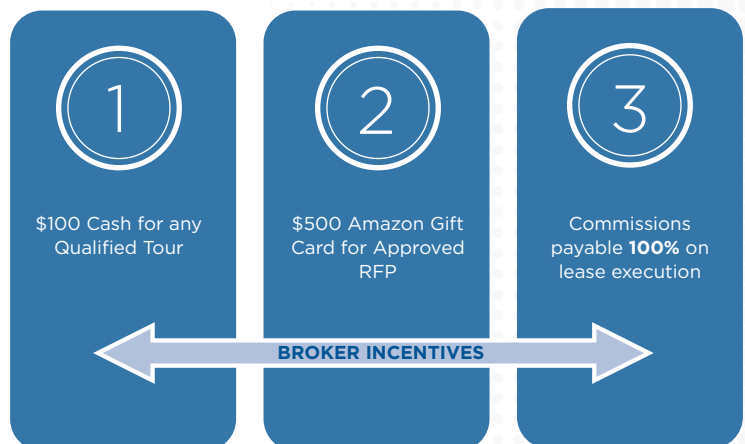 1
$100 Cash for any
Qualified Tour
2
$500 Amazon Gift
Card for Approved
RFP
3
Commissions
payable 100% on
lease execution
BROKER INCENTIVES